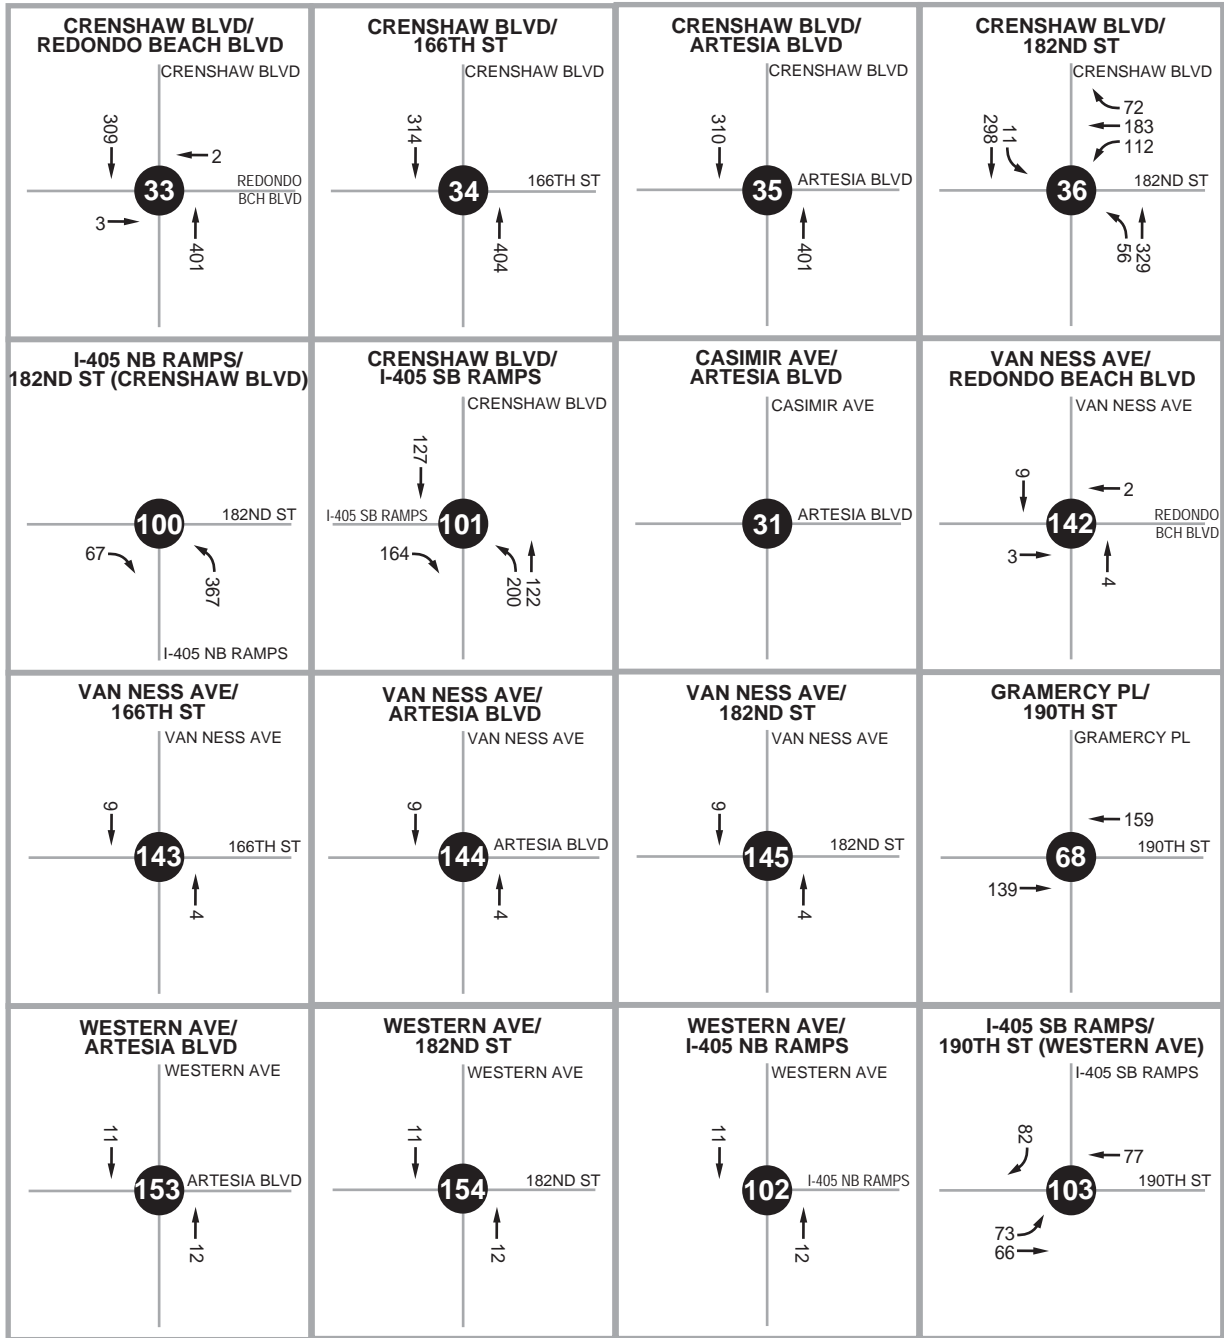 CRENSHAW BLVD/
REDONDO BEACH BLVD
CRENSHAW BLVD
309
2
33
REDONDO
BCH BLVD
3
401
CRENSHAW BLVD/
166TH ST
CRENSHAW BLVD
314
34
166TH ST
404
CRENSHAW BLVD/
ARTESIA BLVD
CRENSHAW BLVD
310
35
ARTESIA BLVD
401
CRENSHAW BLVD/
182ND ST
CRENSHAW BLVD
72
183
112
298
11
36
182ND ST
56
329
I-405 NB RAMPS/
182ND ST (CRENSHAW BLVD)
100
182ND ST
67
367
I-405 NB RAMPS
CRENSHAW BLVD/
I-405 SB RAMPS
CRENSHAW BLVD
127
I-405 SB RAMPS
101
164
200
122
CASIMIR AVE/
ARTESIA BLVD
CASIMIR AVE
31
ARTESIA BLVD
VAN NESS AVE/
REDONDO BEACH BLVD
VAN NESS AVE
9
2
142
REDONDO
BCH BLVD
3
4
VAN NESS AVE/
166TH ST
VAN NESS AVE
9
143
166TH ST
4
VAN NESS AVE/
ARTESIA BLVD
VAN NESS AVE
9
144
ARTESIA BLVD
4
VAN NESS AVE/
182ND ST
VAN NESS AVE
9
145
182ND ST
4
GRAMERCY PL/
190TH ST
GRAMERCY PL
159
68
190TH ST
139
WESTERN AVE/
ARTESIA BLVD
WESTERN AVE
11
153
ARTESIA BLVD
12
WESTERN AVE/
182ND ST
WESTERN AVE
11
154
182ND ST
12
WESTERN AVE/
I-405 NB RAMPS
WESTERN AVE
11
102
I-405 NB RAMPS
12
I-405 SB RAMPS/
190TH ST (WESTERN AVE)
I-405 SB RAMPS
82
77
103
190TH ST
73
66